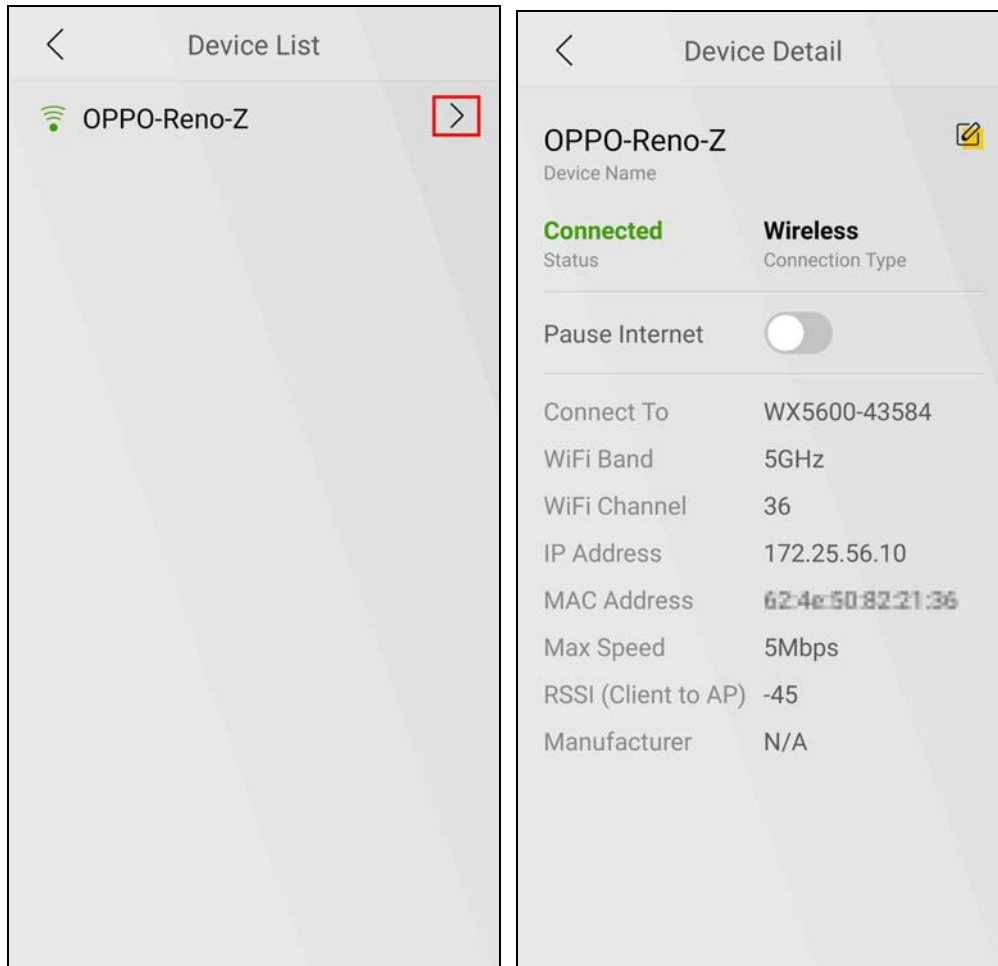 Device List
OPPO-Reno-Z
Device Detail
OPPO-Reno-Z
Device Name
Connected Wireless
Status Connection Type
Pause Internet
Connect To WX5600-43584
WiFi Band 5GHz
WiFi Channel 36
IP Address 172.25.56.10
MAC Address
Max Speed 5Mbps
RSSI (Client to AP) -45
Manufacturer N/A